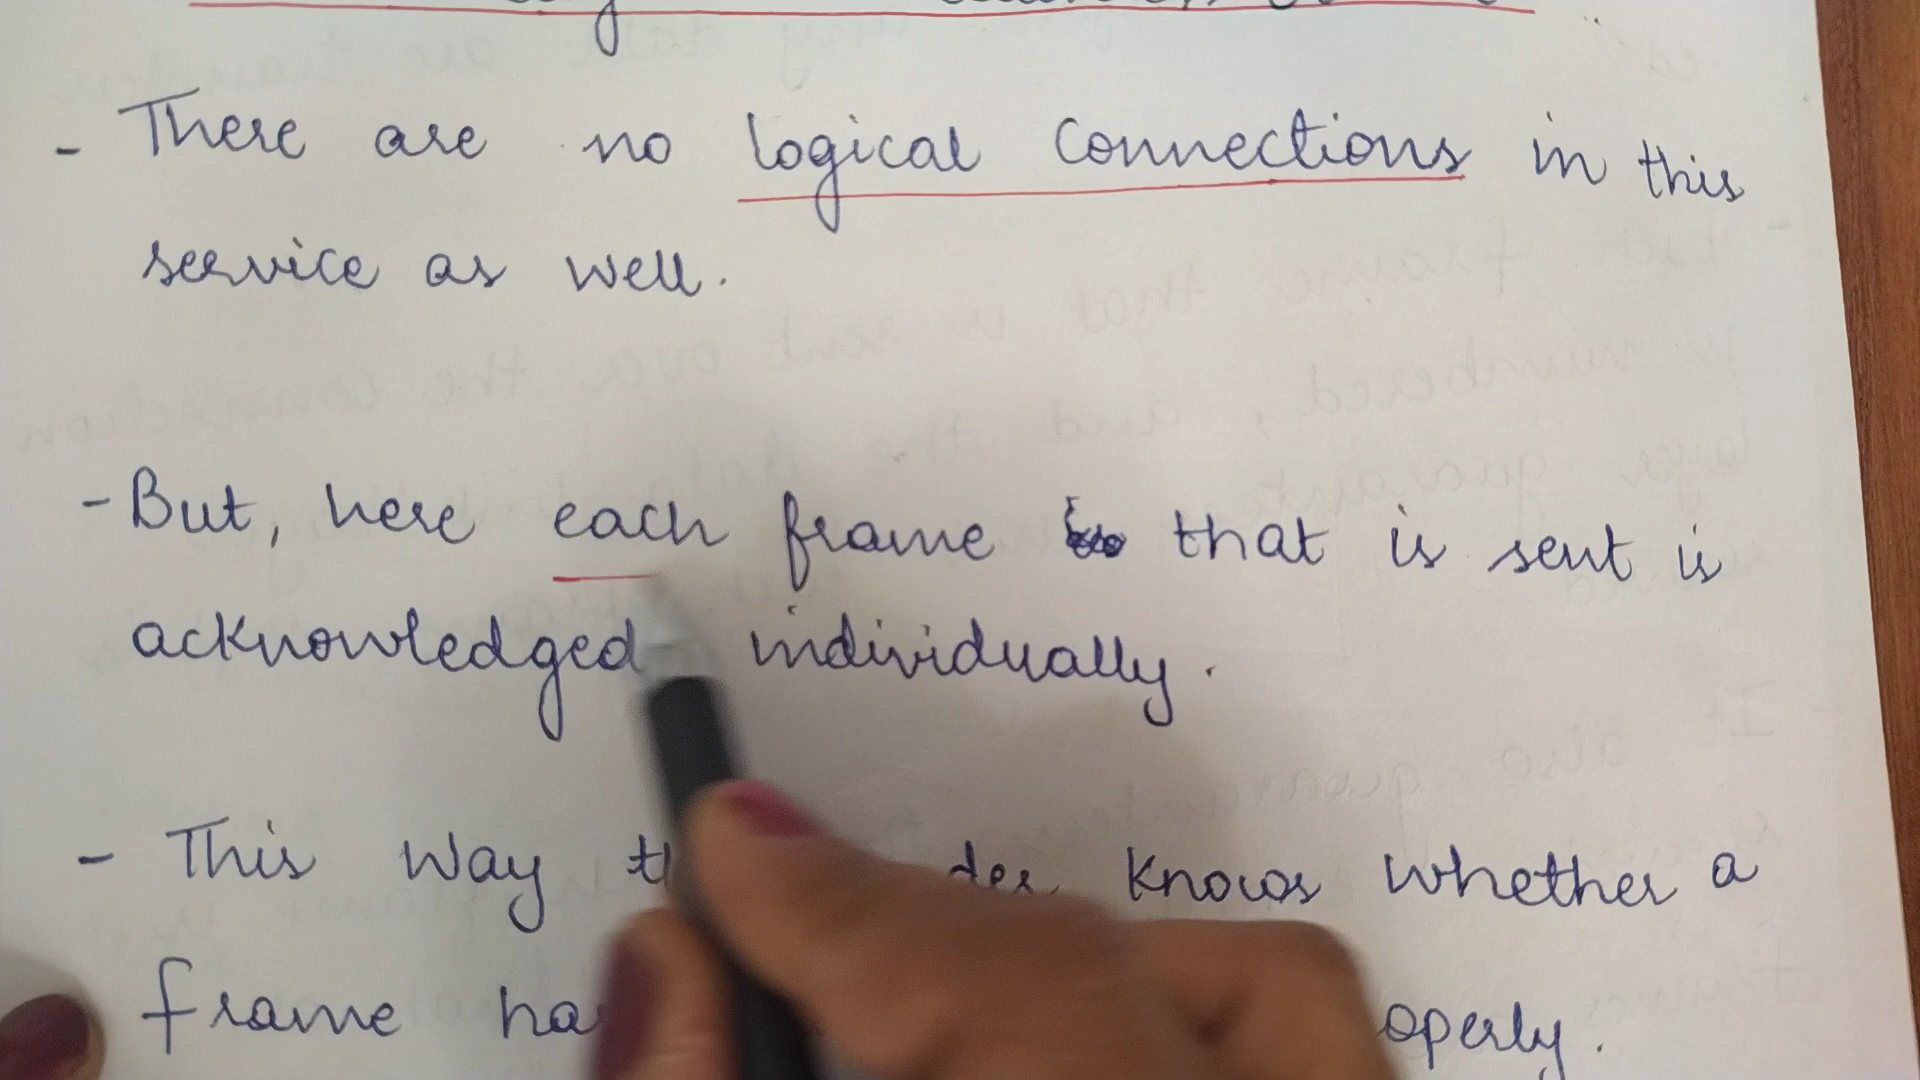 - There are no logical connections in this
service as well.
- But, here each frame that is sent is
acknowledged individually.
- This way knows whether a
frame